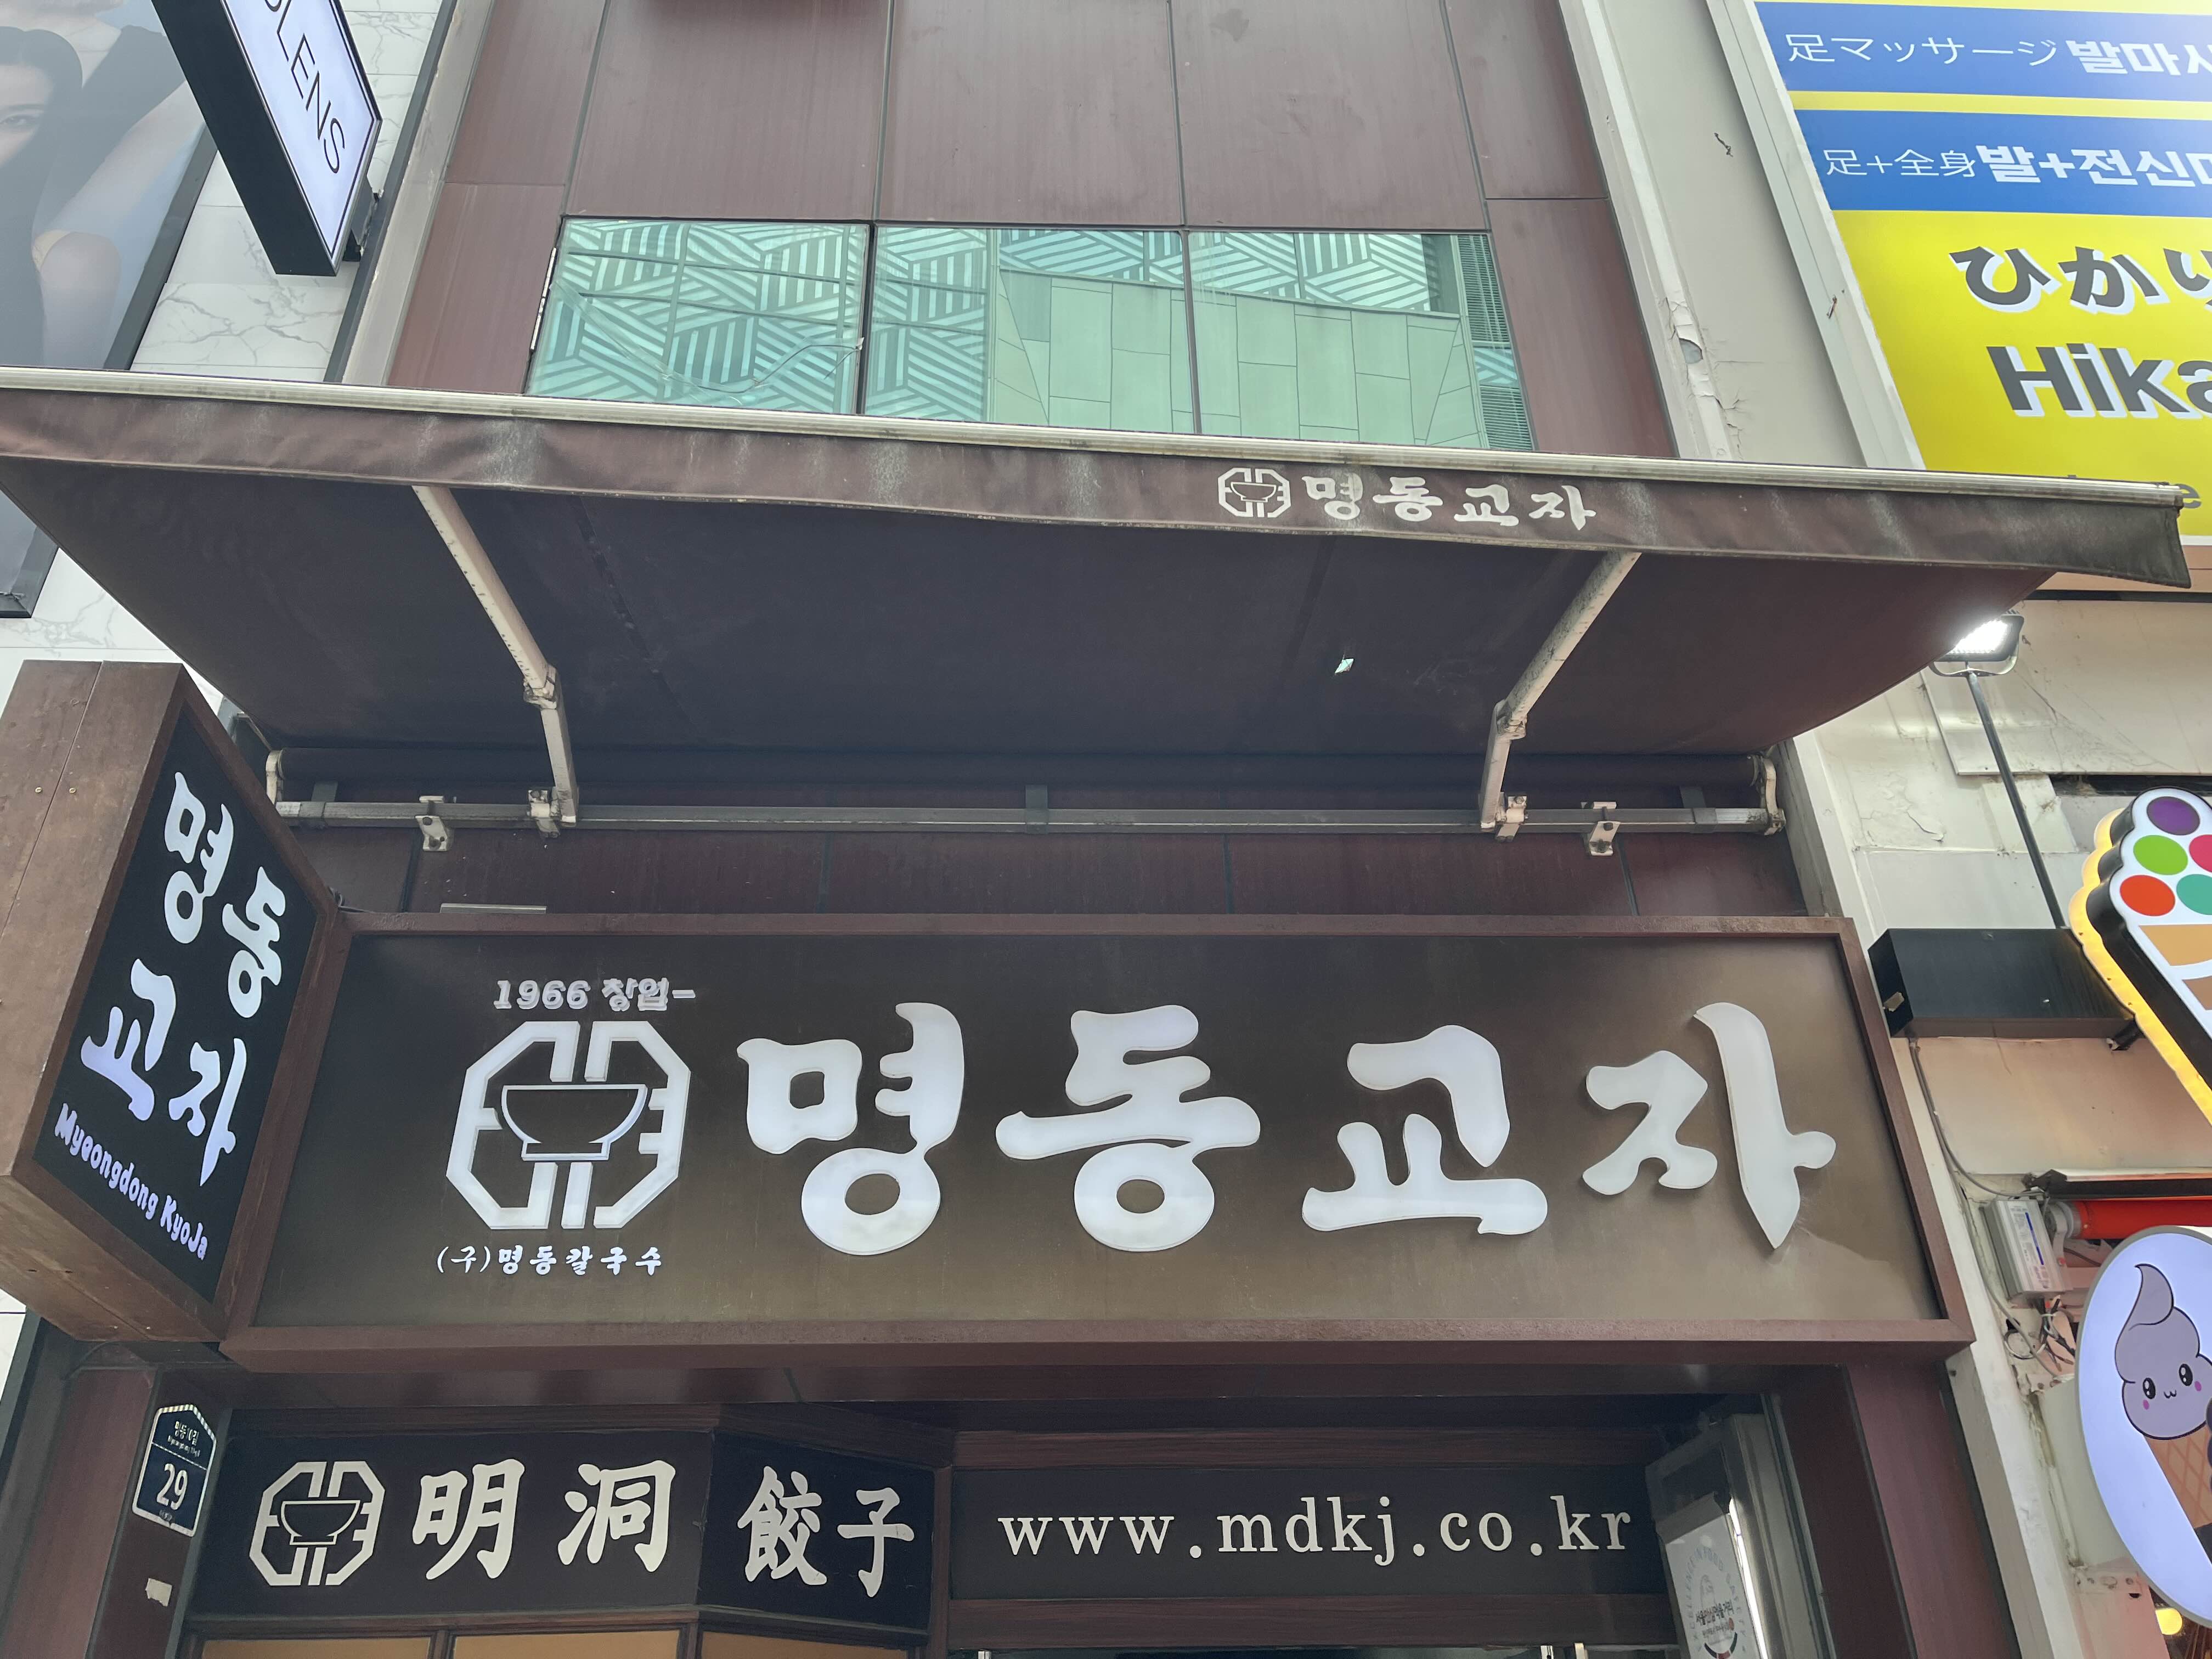 LENS
足マッサージ 발마사
足+全身 발+전신
ひかり
Hika
명동교자
명동
교자
Myeongdong KyoJa
1966 창업-
명동교자
(구)명동칼국수
29
明洞餃子
www.mdkj.co.kr